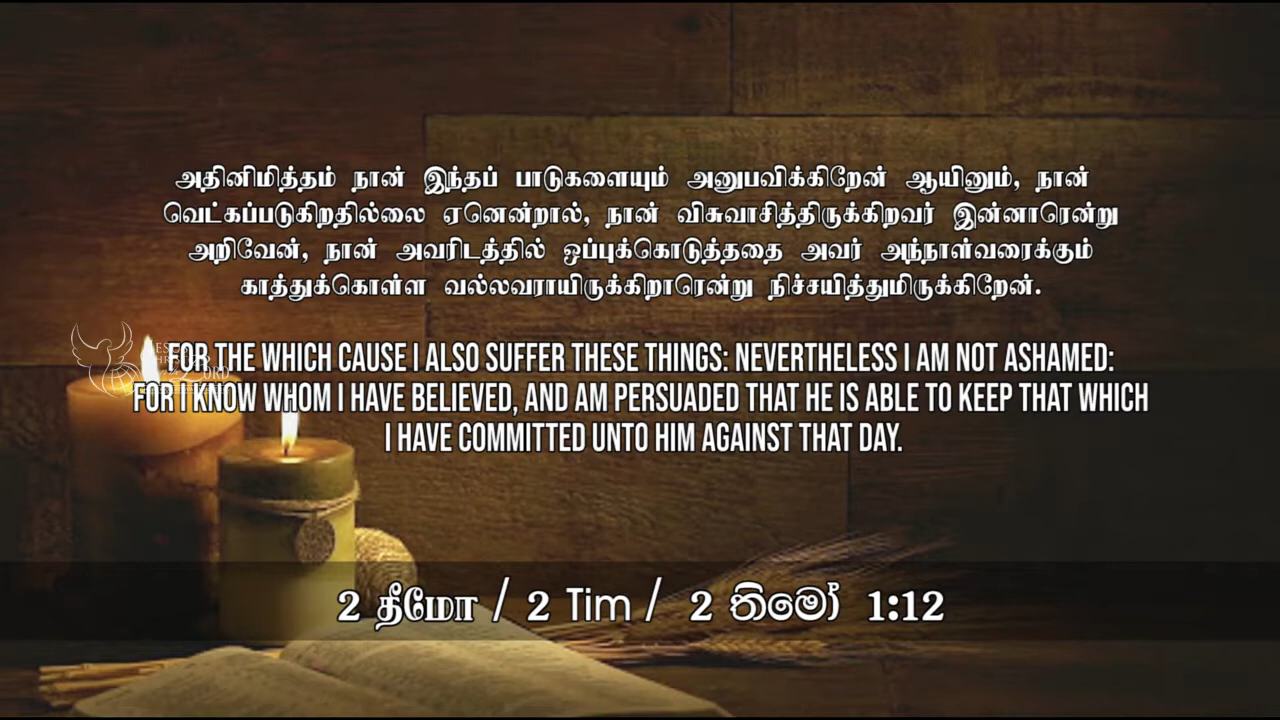 அதினிமித்தம் நான் இந்தப் பாடுகளையும் அனுபவிக்கிறேன் ஆயினும், நான்
வெட்கப்படுகிறதில்லை ஏனென்றால், நான் விசுவாசித்திருக்கிறவர் இன்னாரென்று
அறிவேன், நான் அவரிடத்தில் ஒப்புக்கொடுத்ததை அவர் அந்நாள்வரைக்கும்
காத்துக்கொள்ள வல்லவராயிருக்கிறாரென்று நிச்சயித்துமிருக்கிறேன்.
FOR THE WHICH CAUSE I ALSO SUFFER THESE THINGS: NEVERTHELESS I AM NOT ASHAMED:
FOR I KNOW WHOM I HAVE BELIEVED, AND AM PERSUADED THAT HE IS ABLE TO KEEP THAT WHICH
I HAVE COMMITTED UNTO HIM AGAINST THAT DAY.
2 தீமோ / 2 Tim / 2 තිමෝ 1:12